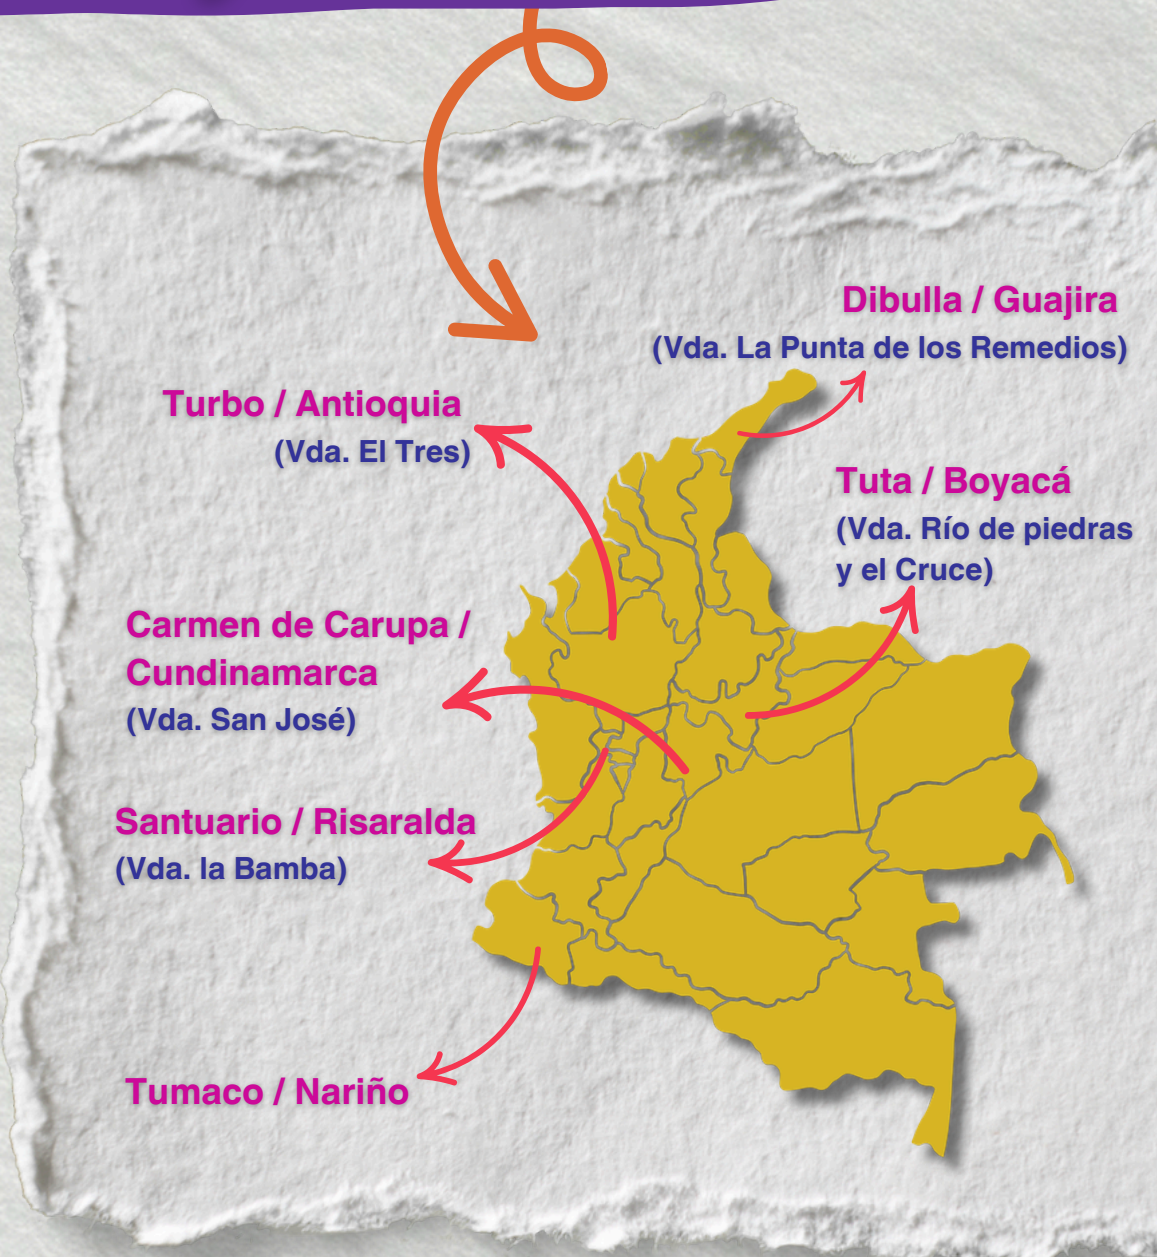 Dibulla / Guajira
(Vda. La Punta de los Remedios)
Turbo / Antioquia
(Vda. El Tres)
Tuta / Boyacá
(Vda. Río de piedras
y el Cruce)
Carmen de Carupa /
Cundinamarca
(Vda. San José)
Santuario / Risaralda
(Vda. la Bamba)
Tumaco / Nariño